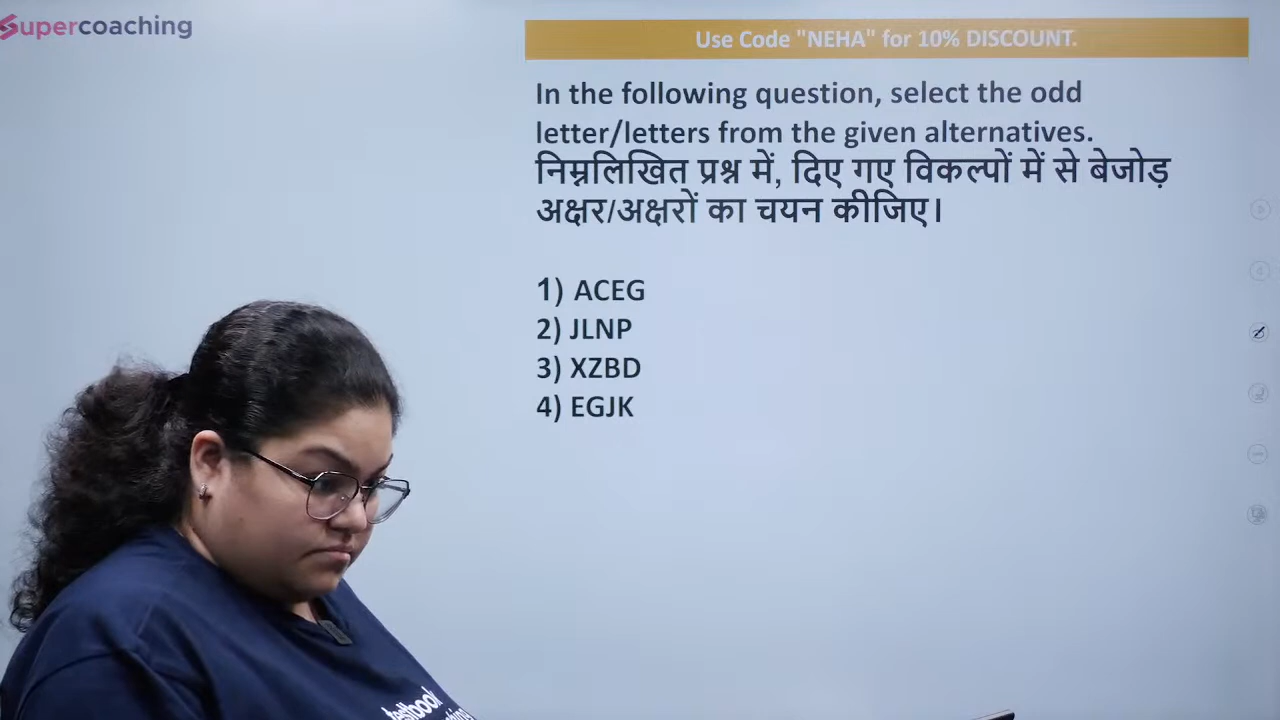 Supercoaching
Use Code "NEHA" for 10% DISCOUNT.
In the following question, select the odd
letter/letters from the given alternatives.
निम्नलिखित प्रश्न में, दिए गए विकल्पों में से बेजोड़
अक्षर/अक्षरों का चयन कीजिए।
1) ACEG
2) JLNP
3) XZBD
4) EGJK
testbook